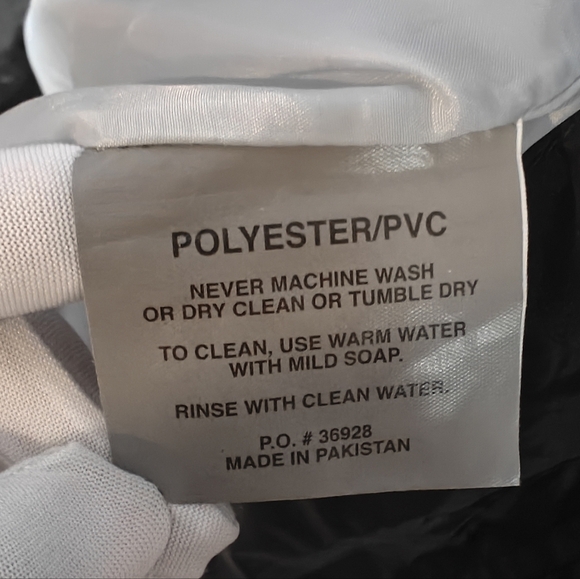 POLYESTER/PVC
NEVER MACHINE WASH
OR DRY CLEAN OR TUMBLE DRY
TO CLEAN, USE WARM WATER
WITH MILD SOAP.
RINSE WITH CLEAN WATER.
P.O. # 36928
MADE IN PAKISTAN